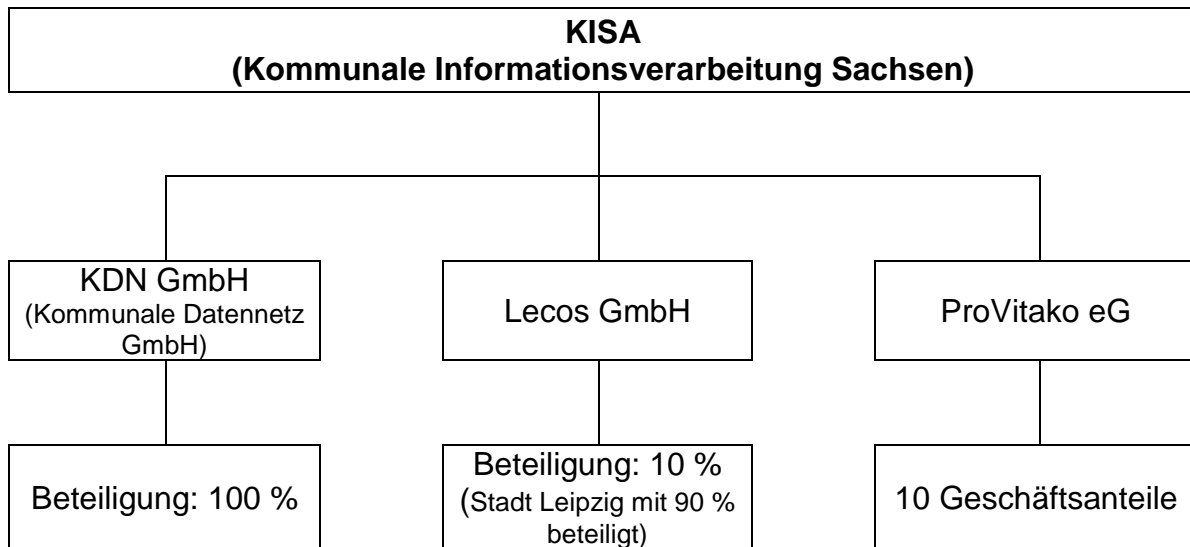 KISA
(Kommunale Informationsverarbeitung Sachsen)
KDN GmbH
(Kommunale Datennetz
GmbH)
Lecos GmbH
ProVitako eG
Beteiligung: 100 %
Beteiligung: 10 %
(Stadt Leipzig mit 90 %
beteiligt)
10 Geschäftsanteile